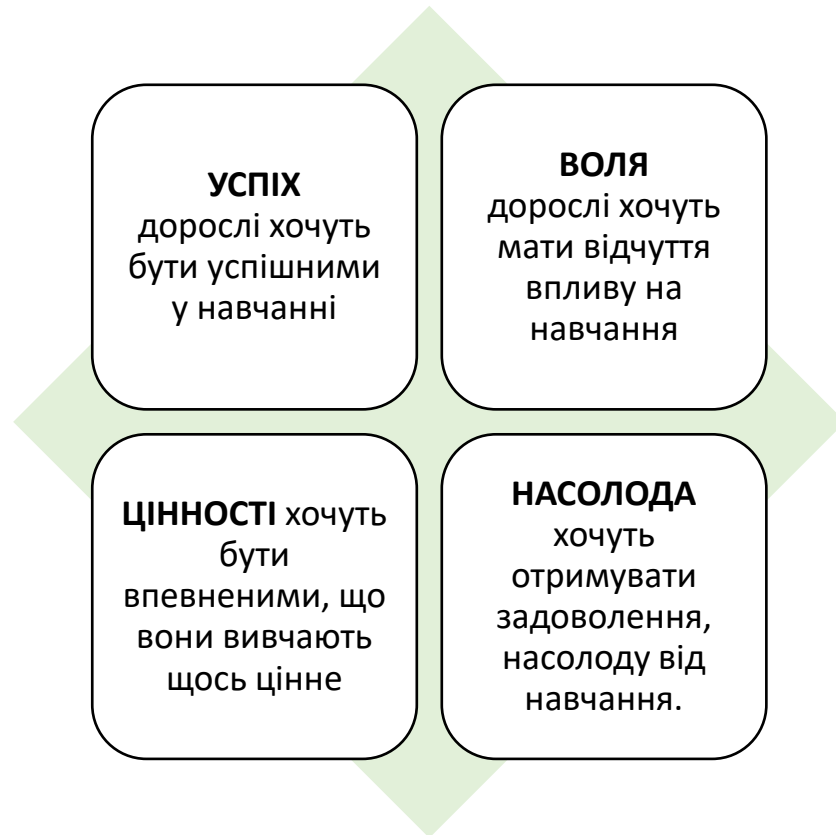 УСПІХ
дорослі хочуть
бути успішними
у навчанні
ВОЛЯ
дорослі хочуть
мати відчуття
впливу на
навчання
ЦІННОСТІ хочуть
бути
впевненими, що
вони вивчають
щось цінне
НАСОЛОДА
хочуть
отримувати
задоволення,
насолоду від
навчання.